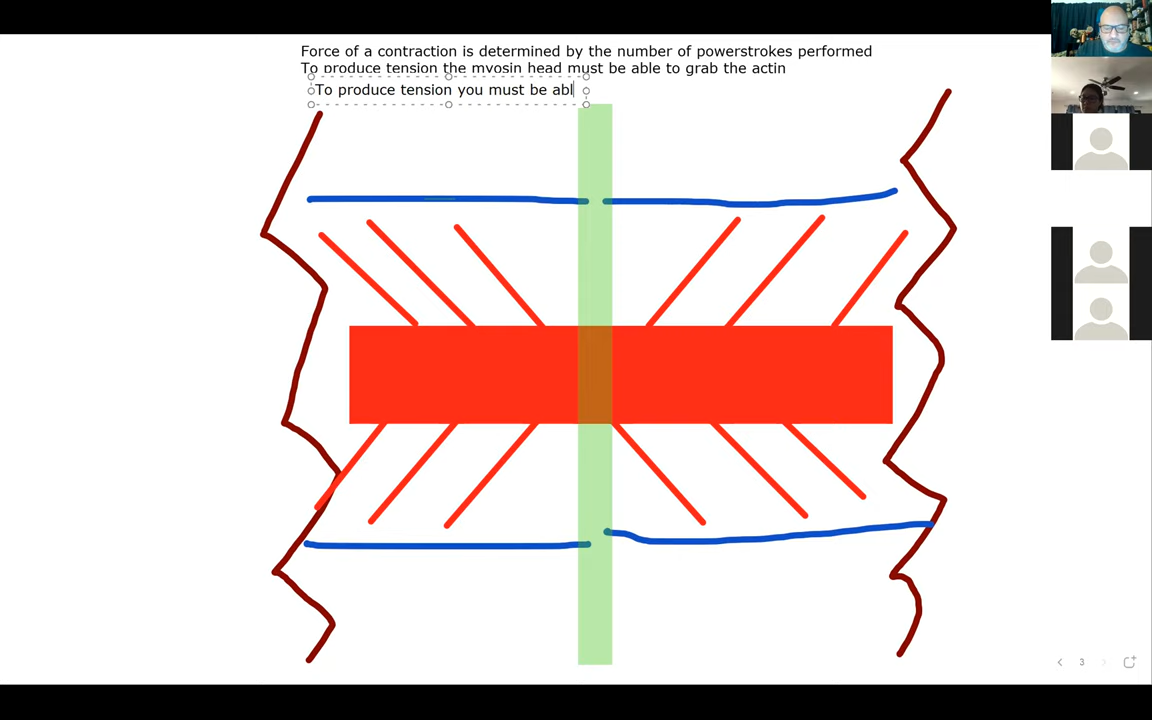 Force of a contraction is determined by the number of powerstrokes performed
To produce tension the myosin head must be able to grab the actin
To produce tension you must be abl
3